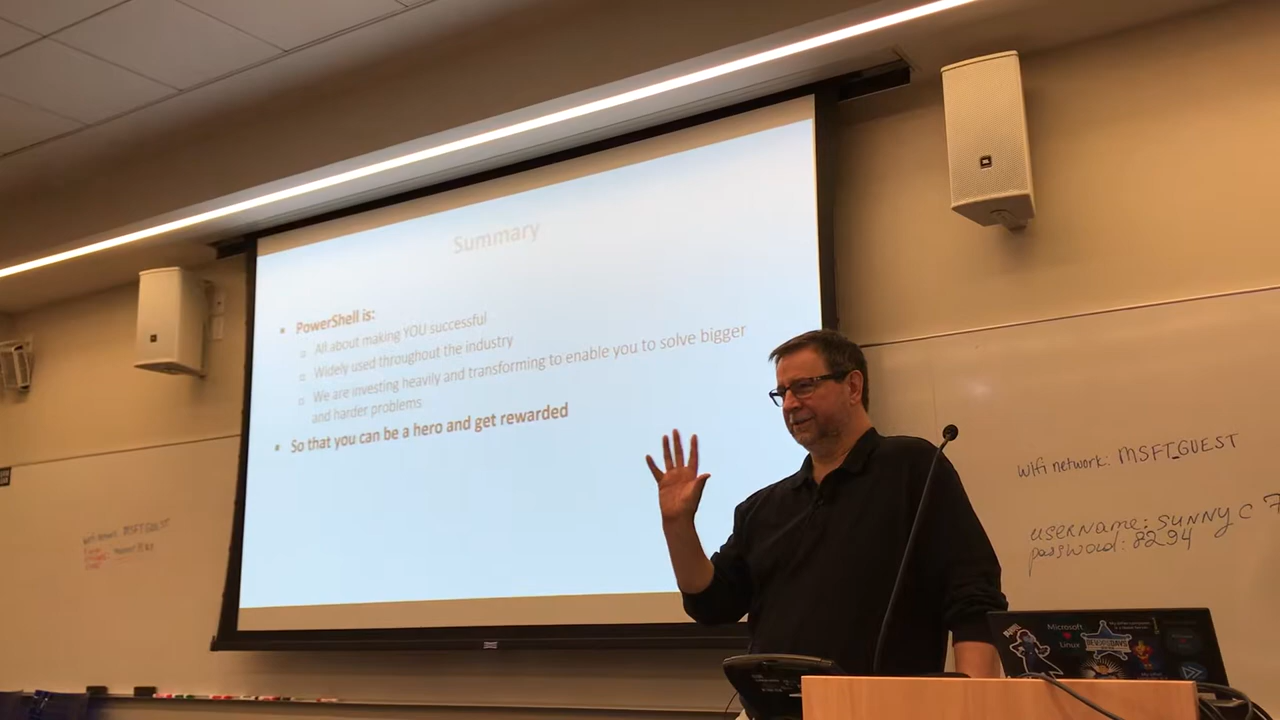 Summary
PowerShell is:
All about making YOU successful
Widely used throughout the industry
We are investing heavily and transforming to enable you to solve bigger
and harder problems
So that you can be a hero and get rewarded
wifi network: MSFT_GUEST
username: SUNNY C 7
password: 8294
Microsoft
Linux
DEVOPSDAYS
JBL